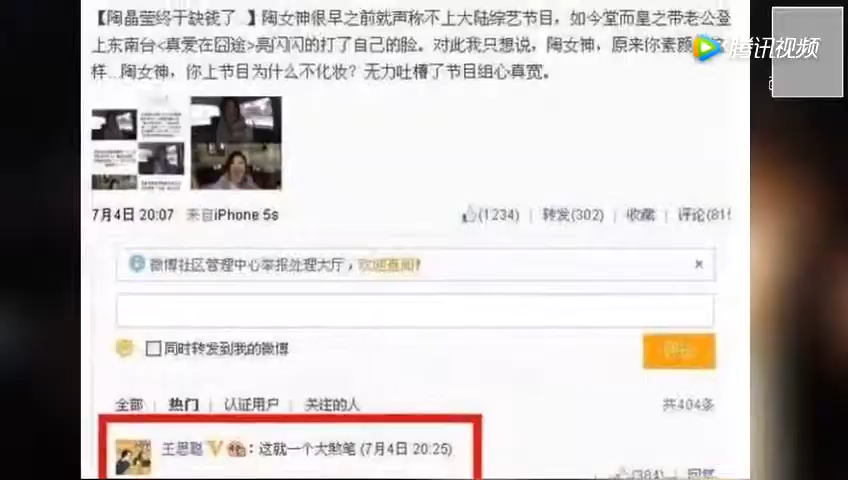 【陶晶莹终于缺钱了 】陶女神很早之前就声称不上大陆综艺节目，如今堂而皇之带老公登
上东南台<真爱在囧途>亮闪闪的打了自己的脸。对此我只想说，陶女神，原来你素颜
样...陶女神，你上节目为什么不化妆？无力吐槽了节目组心真宽。
腾讯视频
7月4日 20:07 来自iPhone 5s
(1234) | 转发(302) | 收藏 | 评论(815
微博社区管理中心举报处理大厅，欢迎查阅！ ×
同时转发到我的微博
评论
全部 | 热门 | 认证用户 | 关注的人
共404条
王思聪 V ：这就一个大煞笔 (7月4日 20:25)
(384) 回复